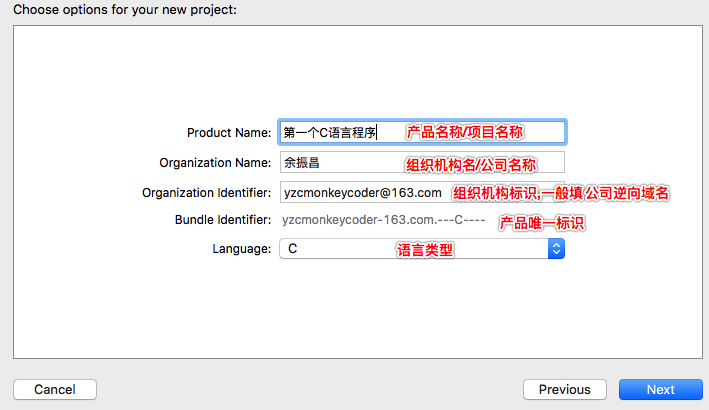 Choose options for your new project:
Product Name: 第一个C语言程序 产品名称/项目名称
Organization Name: 余振昌 组织机构名/公司名称
Organization Identifier: yzcmonkeycoder@163.com 组织机构标识,一般填公司逆向域名
Bundle Identifier: yzcmonkeycoder-163.com.---C---- 产品唯一标识
Language: C 语言类型
Cancel Previous Next